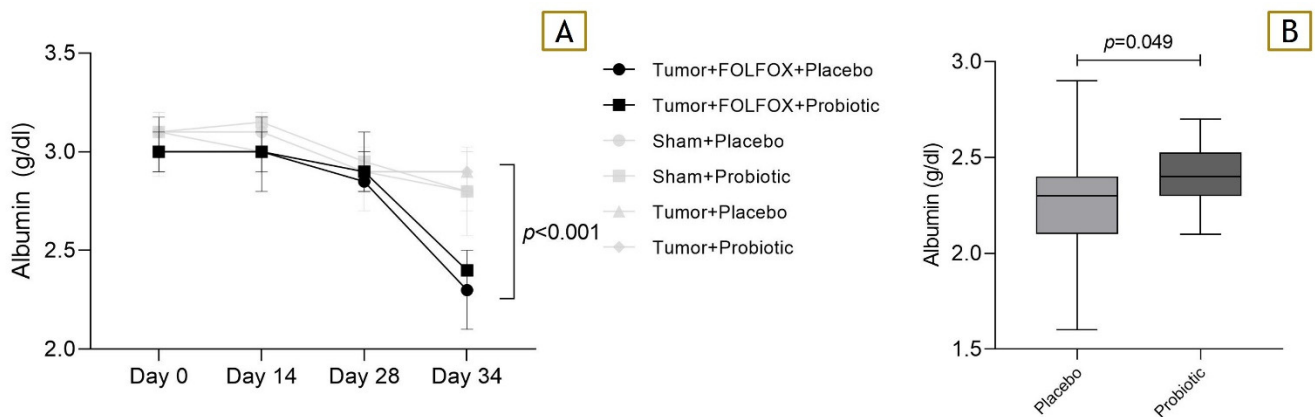 A
Albumin (g/dl)
3.5
3.0
2.5
2.0
Day 0
Day 14
Day 28
Day 34
p<0.001
Tumor+FOLFOX+Placebo
Tumor+FOLFOX+Probiotic
Sham+Placebo
Sham+Probiotic
Tumor+Placebo
Tumor+Probiotic
B
p=0.049
Albumin (g/dl)
3.0
2.5
2.0
1.5
Placebo
Probiotic